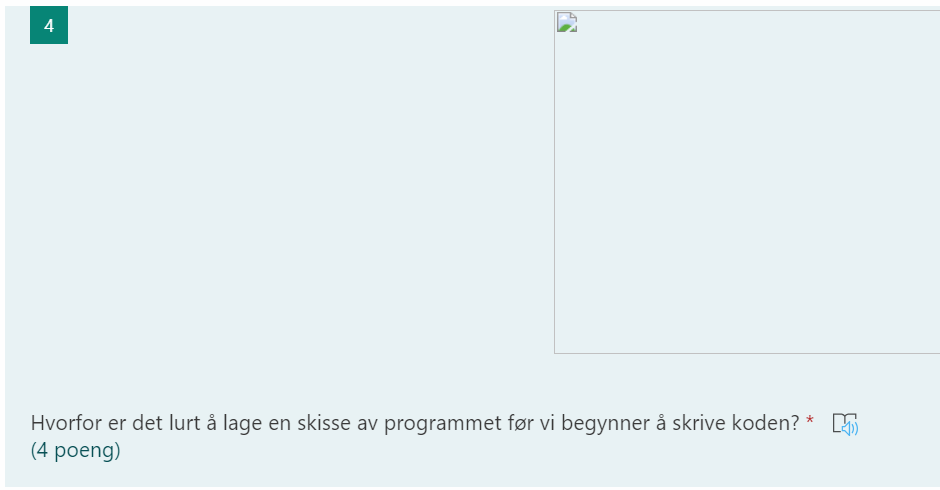 4
Hvorfor er det lurt å lage en skisse av programmet før vi begynner å skrive koden? *
(4 poeng)